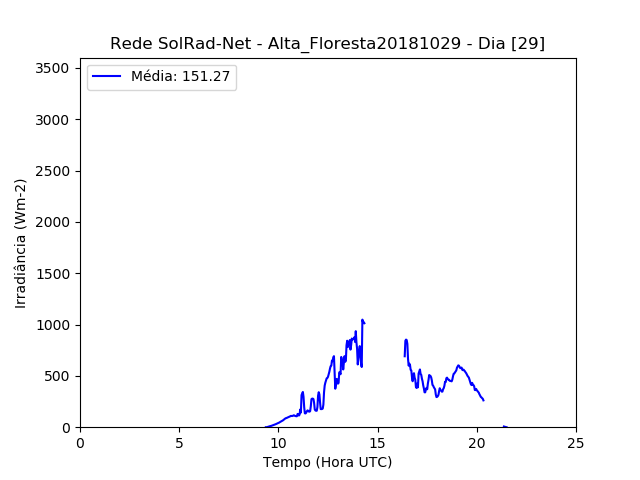 Rede SolRad-Net - Alta_Floresta20181029 - Dia [29]
Média: 151.27
Irradiância (Wm-2)
3500
3000
2500
2000
1500
1000
500
0
0 5 10 15 20 25
Tempo (Hora UTC)